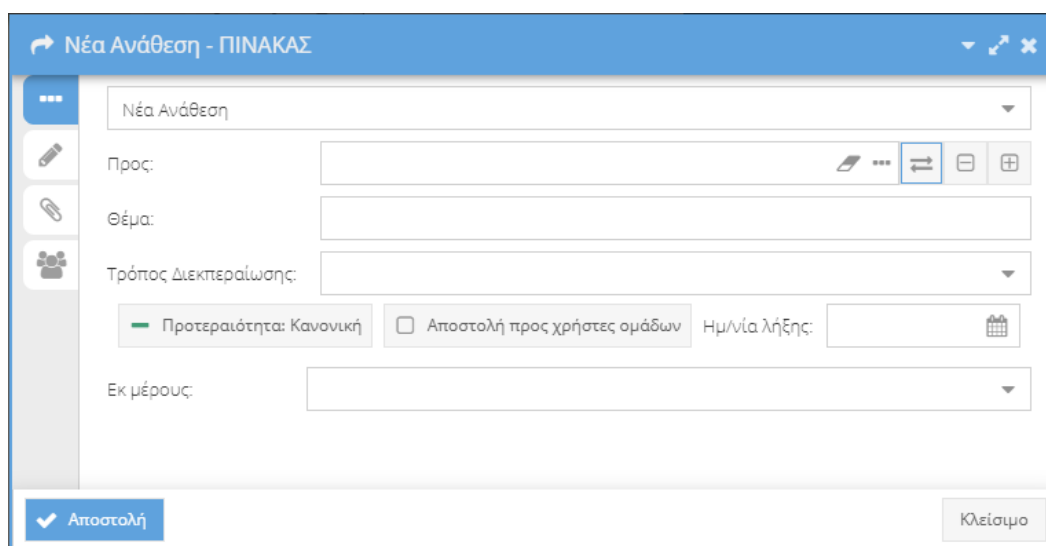 Νέα Ανάθεση - ΠΙΝΑΚΑΣ
Νέα Ανάθεση
Προς:
Θέμα:
Τρόπος Διεκπεραίωσης:
Προτεραιότητα: Κανονική Αποστολή προς χρήστες ομάδων Ημ/νία λήξης:
Εκ μέρους:
Αποστολή Κλείσιμο